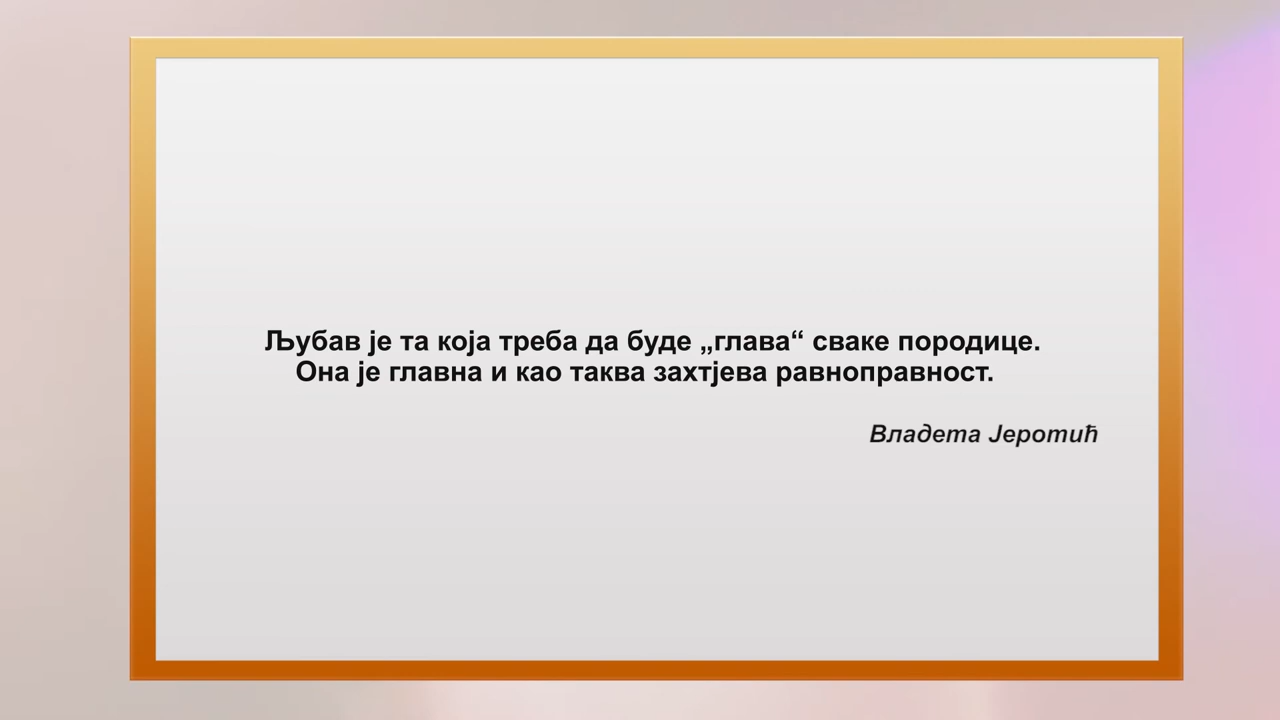 Љубав је та која треба да буде „глава“ сваке породице.
Она је главна и као таква захтјева равноправност.
Владета Јеротић